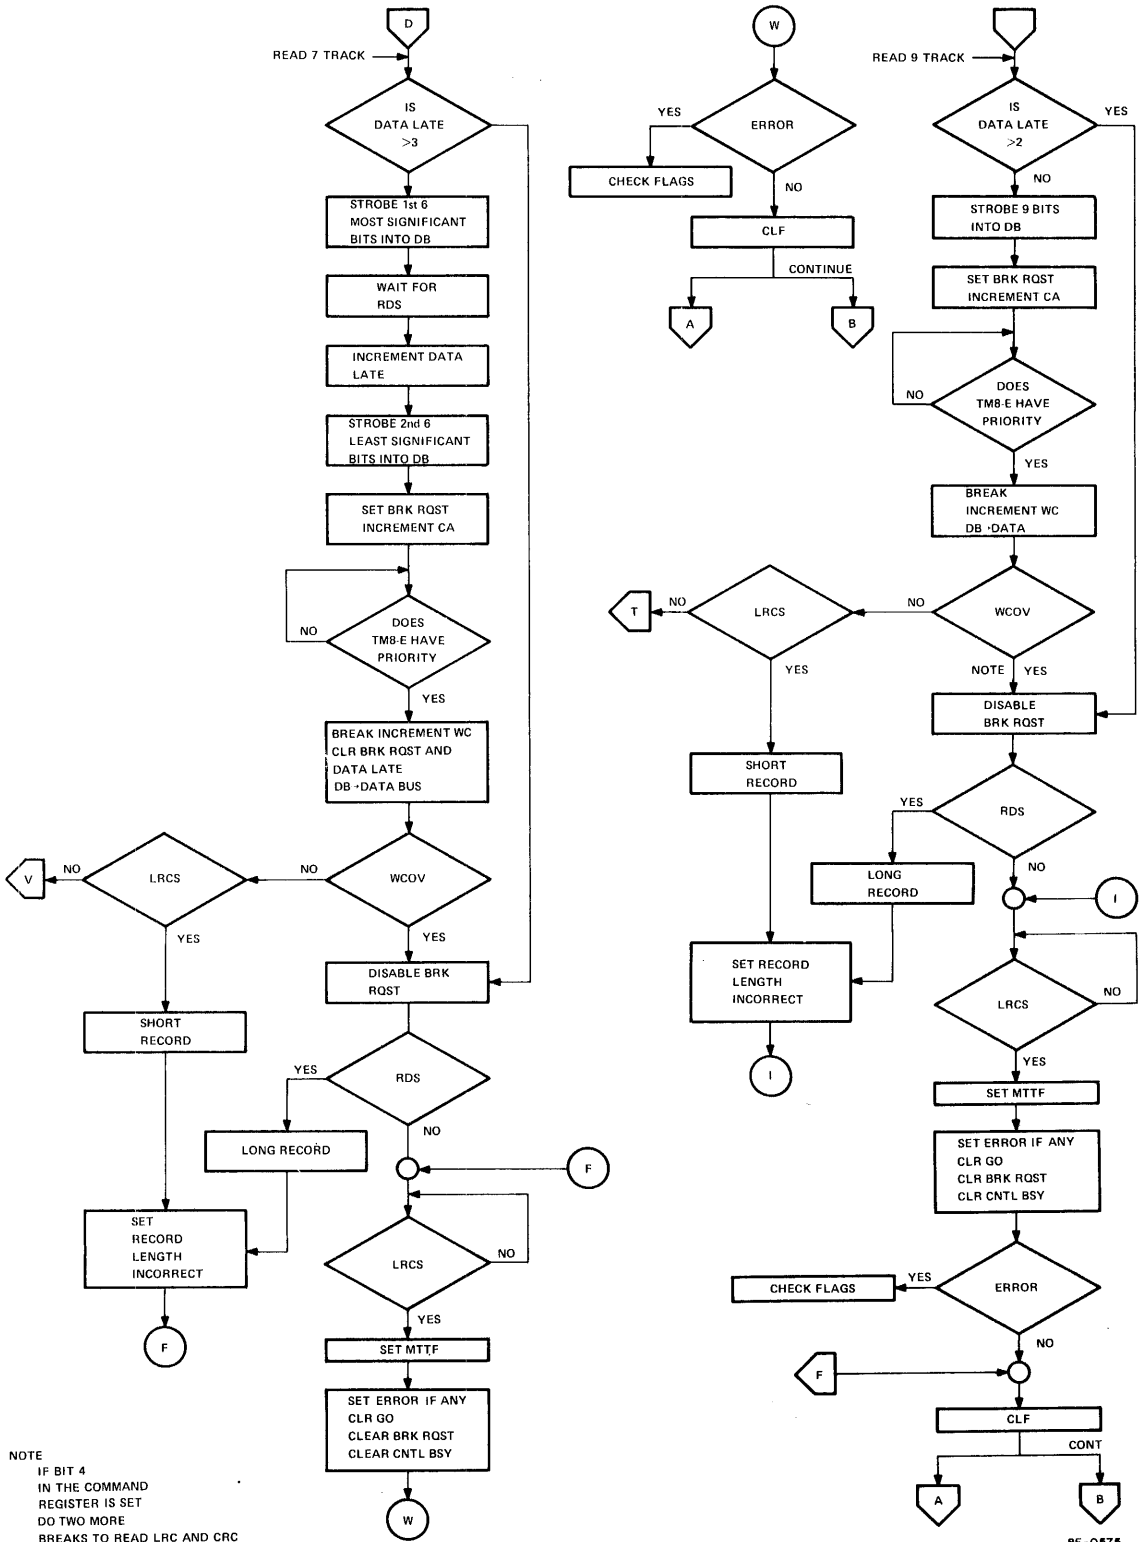 D
READ 7 TRACK
IS
DATA LATE
>3
STROBE 1st 6
MOST SIGNIFICANT
BITS INTO DB
WAIT FOR
RDS
INCREMENT DATA
LATE
STROBE 2nd 6
LEAST SIGNIFICANT
BITS INTO DB
SET BRK RQST
INCREMENT CA
DOES
TM8-E HAVE
PRIORITY
NO
YES
BREAK INCREMENT WC
CLR BRK RQST AND
DATA LATE
DB→DATA BUS
WCOV
NO
LRCS
NO
V
YES
YES
SHORT
RECORD
DISABLE BRK
RQST
RDS
YES
NO
LONG RECORD
F
SET
RECORD
LENGTH
INCORRECT
F
LRCS
NO
YES
SET MTTF
SET ERROR IF ANY
CLR GO
CLEAR BRK RQST
CLEAR CNTL BSY
W
NOTE
IF BIT 4
IN THE COMMAND
REGISTER IS SET
DO TWO MORE
BREAKS TO READ LRC AND CRC
W
ERROR
YES
CHECK FLAGS
NO
CLF
CONTINUE
A
B
READ 9 TRACK
IS
DATA LATE
>2
YES
NO
STROBE 9 BITS
INTO DB
SET BRK RQST
INCREMENT CA
DOES
TM8-E HAVE
PRIORITY
NO
YES
BREAK
INCREMENT WC
DB→DATA
WCOV
NO
LRCS
NO
T
YES
NOTE YES
SHORT
RECORD
DISABLE
BRK RQST
RDS
YES
NO
LONG
RECORD
I
SET RECORD
LENGTH
INCORRECT
I
LRCS
NO
YES
SET MTTF
SET ERROR IF ANY
CLR GO
CLR BRK RQST
CLR CNTL BSY
ERROR
YES
CHECK FLAGS
NO
F
CLF
CONT
A
B
8E-0575